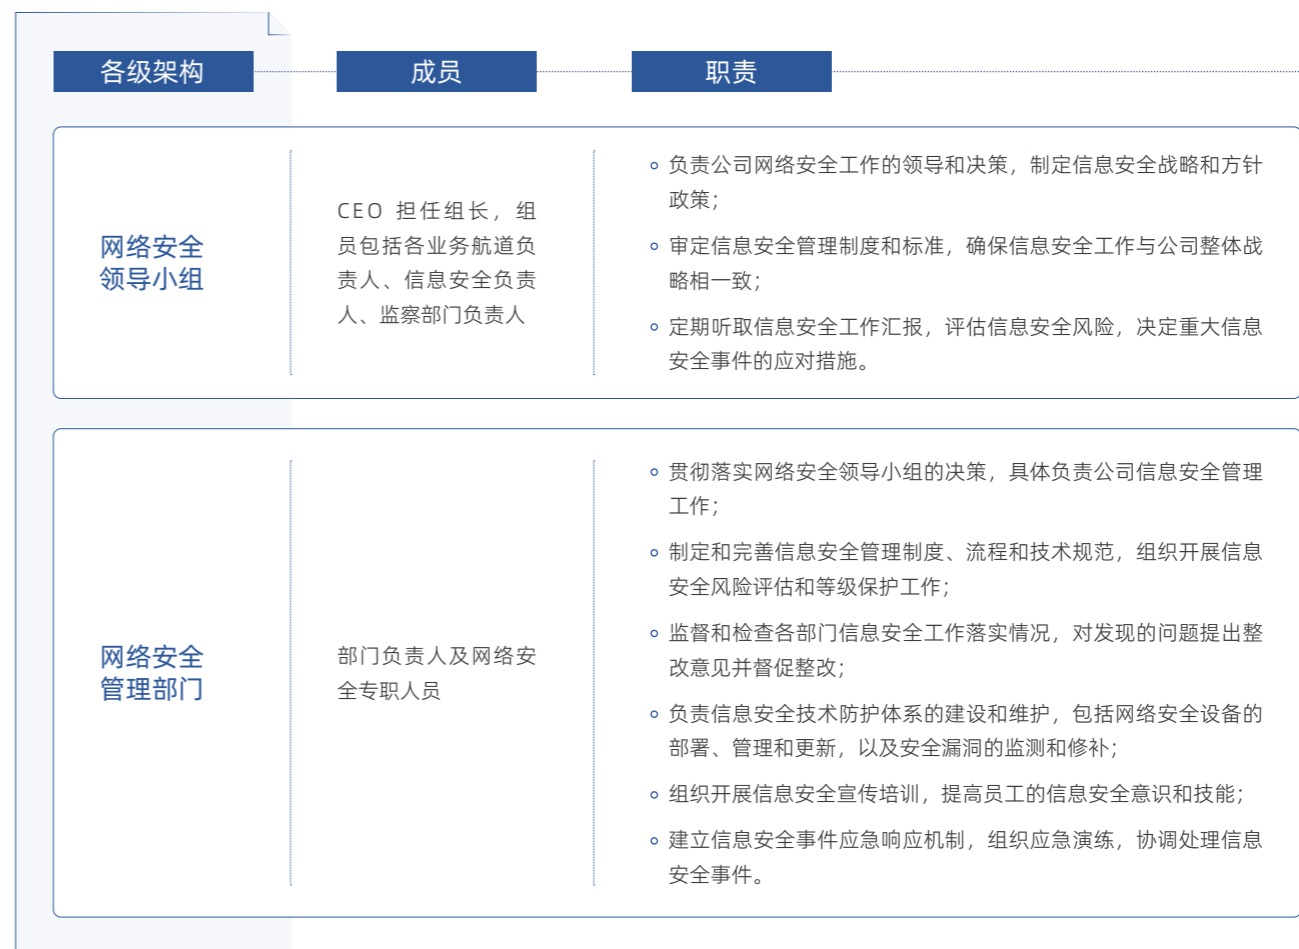 各级架构
成员
职责
网络安全
领导小组
CEO 担任组长，组
员包括各业务航道负
责人、信息安全负责
人、监察部门负责人
负责公司网络安全工作的领导和决策，制定信息安全战略和方针
政策；
审定信息安全管理制度和标准，确保信息安全工作与公司整体战
略相一致；
定期听取信息安全工作汇报，评估信息安全风险，决定重大信息
安全事件的应对措施。
网络安全
管理部门
部门负责人及网络安
全专职人员
贯彻落实网络安全领导小组的决策，具体负责公司信息安全管理
工作；
制定和完善信息安全管理制度、流程和技术规范，组织开展信息
安全风险评估和等级保护工作；
监督和检查各部门信息安全工作落实情况，对发现的问题提出整
改意见并督促整改；
负责信息安全技术防护体系的建设和维护，包括网络安全设备的
部署、管理和更新，以及安全漏洞的监测和修补；
组织开展信息安全宣传培训，提高员工的信息安全意识和技能；
建立信息安全事件应急响应机制，组织应急演练，协调处理信息
安全事件。